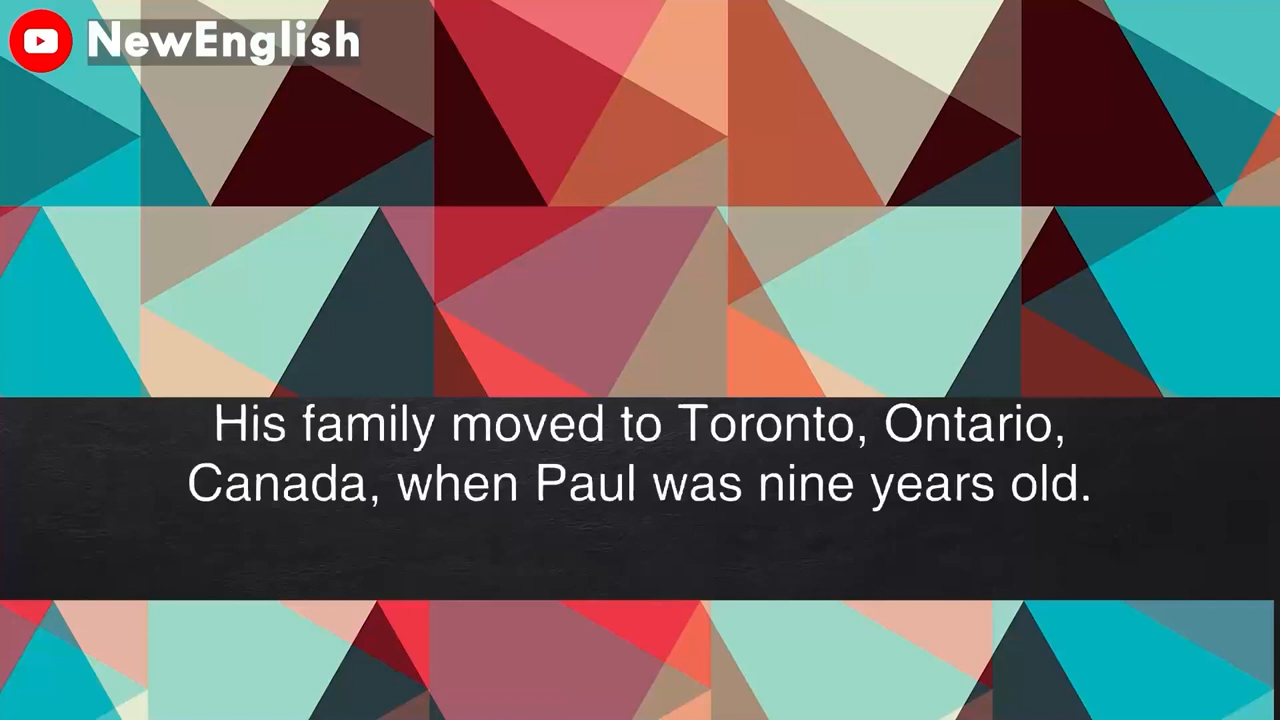 NewEnglish
His family moved to Toronto, Ontario,
Canada, when Paul was nine years old.